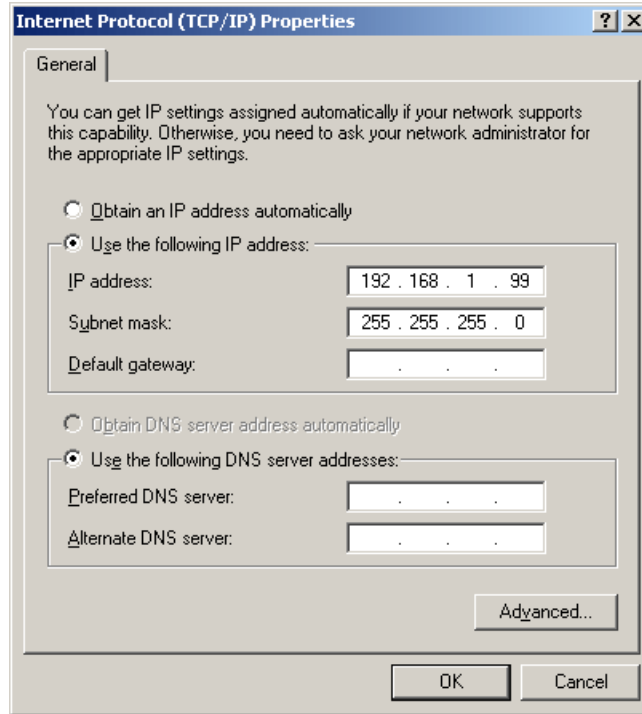 Internet Protocol (TCP/IP) Properties
General
You can get IP settings assigned automatically if your network supports
this capability. Otherwise, you need to ask your network administrator for
the appropriate IP settings.
Obtain an IP address automatically
Use the following IP address:
IP address: 192 . 168 . 1 . 99
Subnet mask: 255 . 255 . 255 . 0
Default gateway: . . .
Obtain DNS server address automatically
Use the following DNS server addresses:
Preferred DNS server: . . .
Alternate DNS server: . . .
Advanced...
OK Cancel